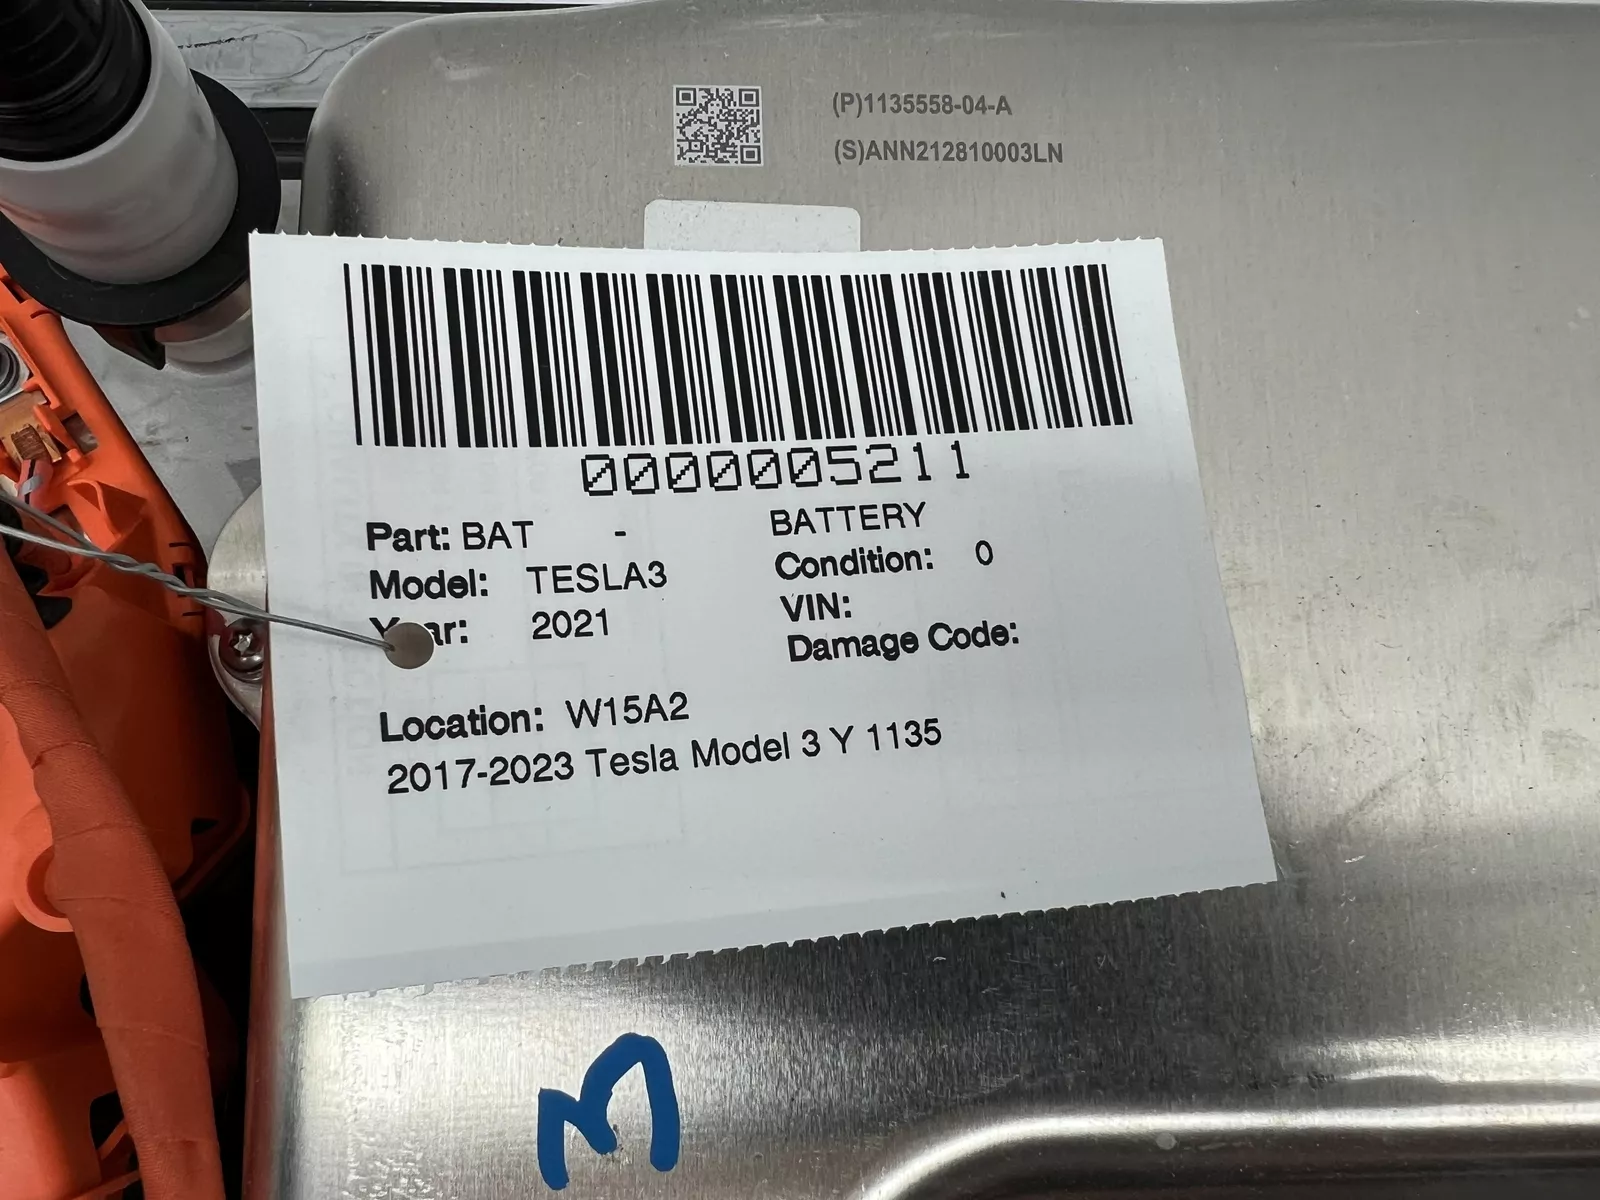 (P)1135558-04-A
(S)ANN212810003LN
0000005211
Part: BAT - BATTERY
Model: TESLA3 Condition: 0
Year: 2021 VIN:
Damage Code:
Location: W15A2
2017-2023 Tesla Model 3 Y 1135